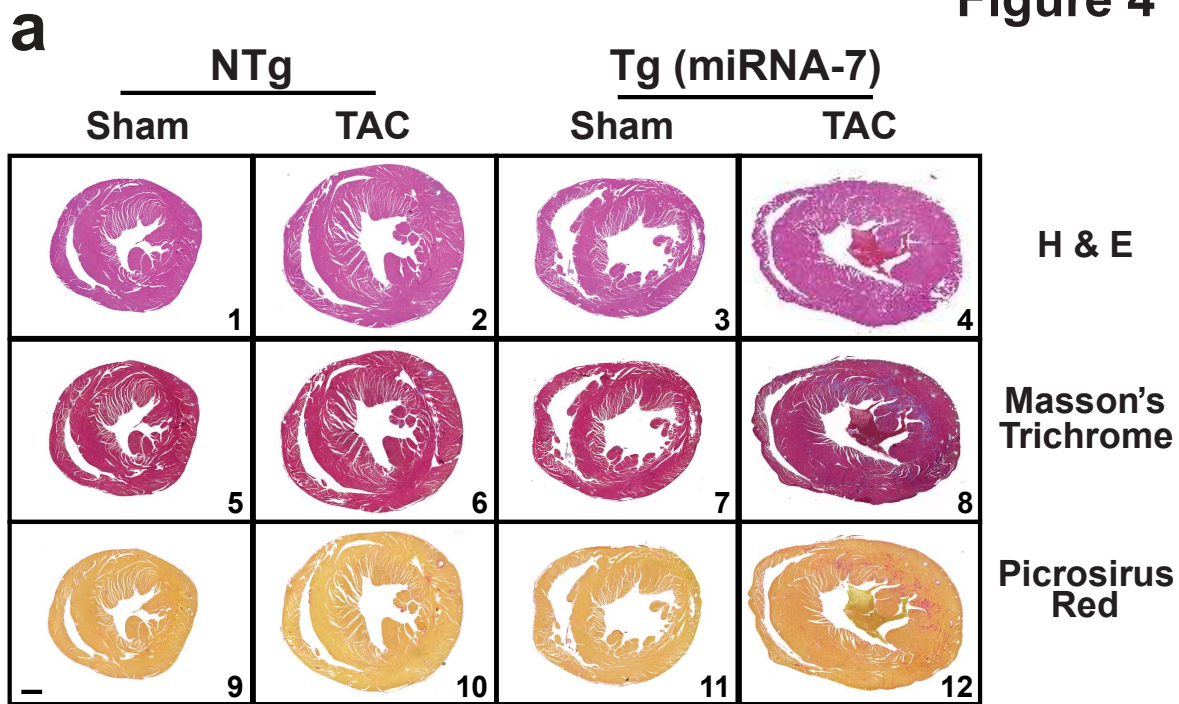 Figure 4
a
NTg
Tg (miRNA-7)
Sham
TAC
Sham
TAC
1
2
3
4
H & E
5
6
7
8
Masson's
Trichrome
9
10
11
12
Picrosirus
Red